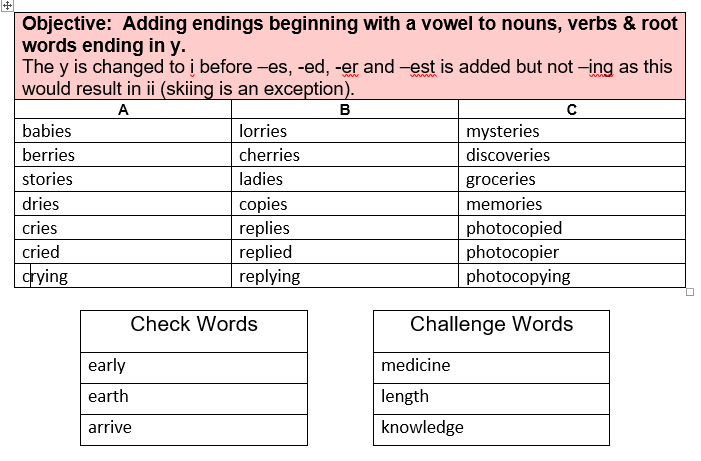 Objective:  Adding endings beginning with a vowel to nouns, verbs & root
words ending in y.
The y is changed to i before –es, -ed, -er and –est is added but not –ing as this
would result in ii (skiing is an exception).
A B C
babies lorries mysteries
berries cherries discoveries
stories ladies groceries
dries copies memories
cries replies photocopied
cried replied photocopier
crying replying photocopying
Check Words Challenge Words
early medicine
earth length
arrive knowledge